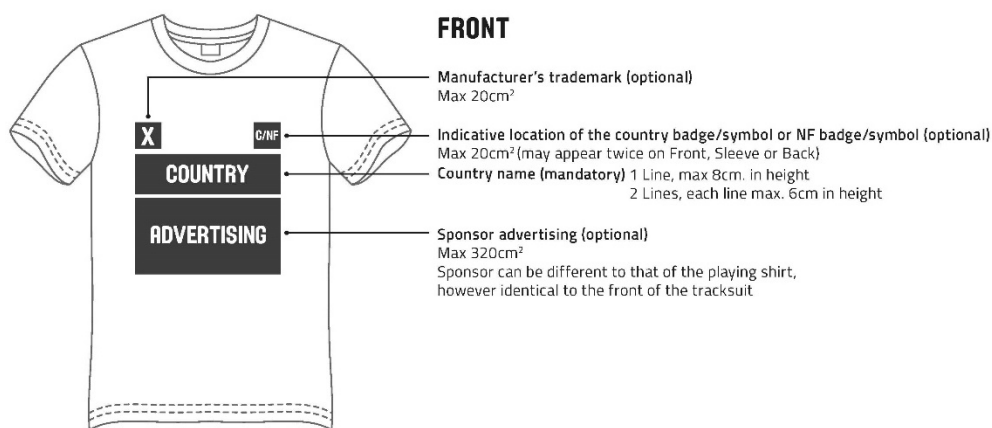 FRONT
Manufacturer's trademark (optional)
Max 20cm²
X
C/NF
Indicative location of the country badge/symbol or NF badge/symbol (optional)
Max 20cm² (may appear twice on Front, Sleeve or Back)
COUNTRY
Country name (mandatory) 1 Line, max 8cm. in height
2 Lines, each line max. 6cm in height
ADVERTISING
Sponsor advertising (optional)
Max 320cm²
Sponsor can be different to that of the playing shirt,
however identical to the front of the tracksuit